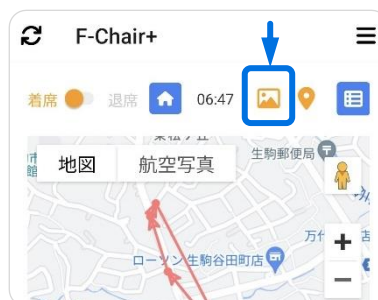 F-Chair+
着席 退席 06:47
生駒郵便局
地図 航空写真
ローソン 生駒谷田町店
+
−